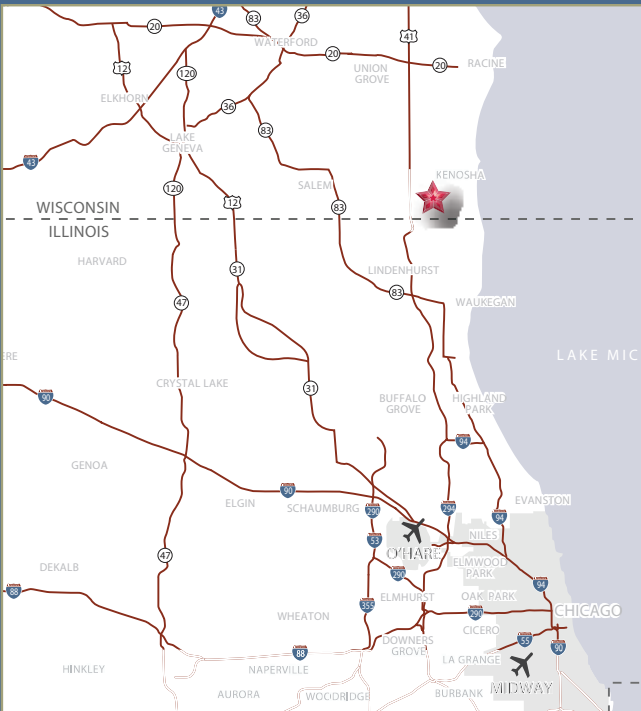 43
83
36
20
41
WATERFORD
20
RACINE
12
120
UNION
GROVE
20
ELKHORN
36
83
LAKE
GENEVA
43
KENOSHA
120
SALEM
12
83
WISCONSIN
ILLINOIS
HARVARD
31
LINDENHURST
83
47
WAUKEGAN
ERE
LAKE MIC
CRYSTAL LAKE
31
90
BUFFALO
GROVE
HIGHLAND
PARK
94
GENOA
90
ELGIN
SCHAUMBURG
290
294
94
EVANSTON
53
NILES
O'HARE
47
ELMWOOD
PARK
DEKALB
290
94
88
ELMHURST
OAK PARK
355
290
CHICAGO
WHEATON
CICERO
55
DOWNERS
GROVE
90
88
LA GRANGE
HINKLEY
NAPERVILLE
MIDWAY
AURORA
WOODRIDGE
BURBANK